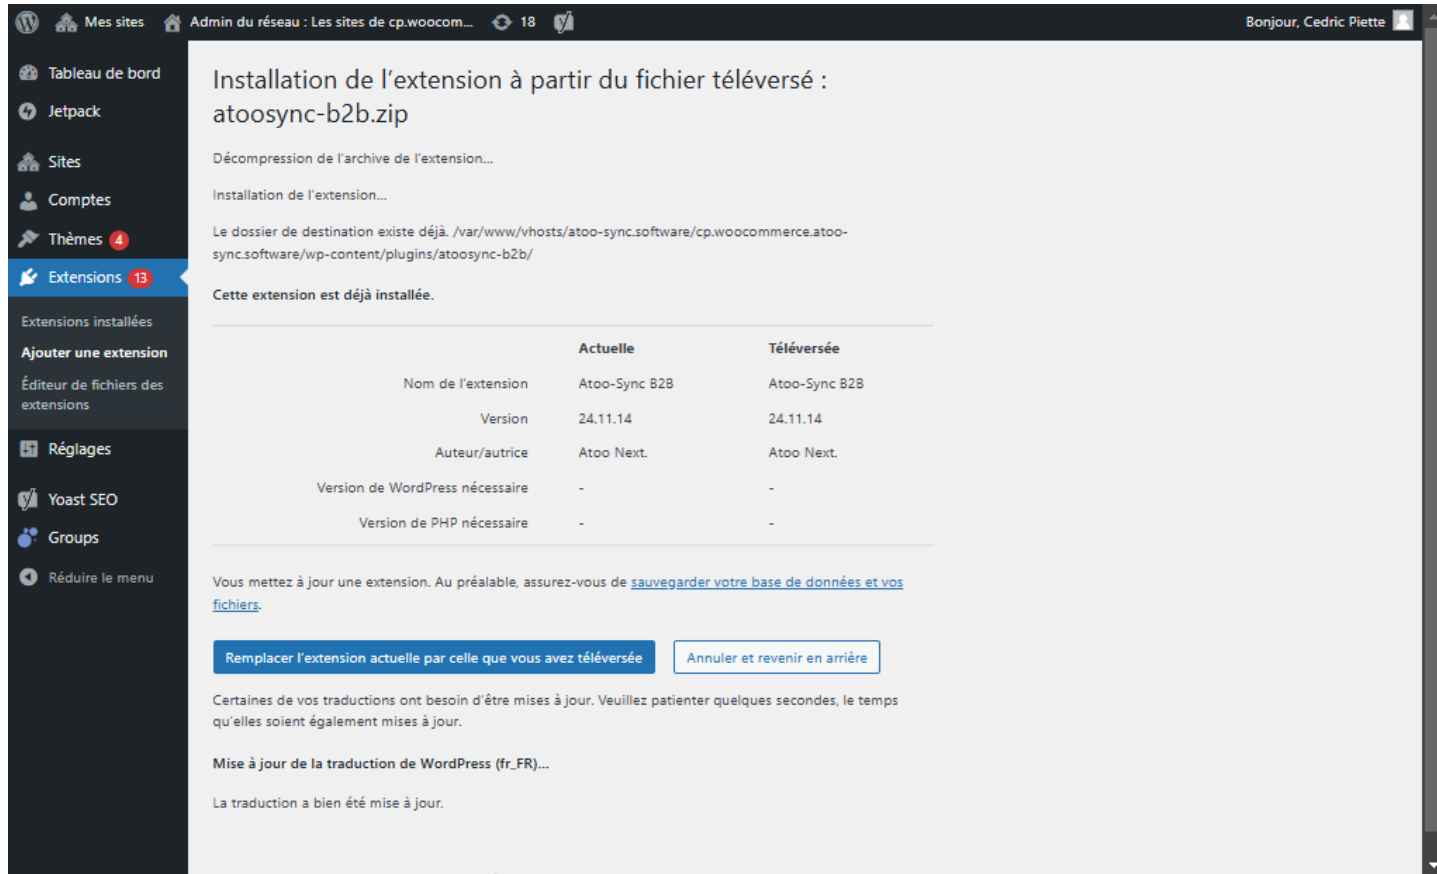 Mes sites
Admin du réseau : Les sites de cp.woocom...
18
Bonjour, Cedric Piette
Tableau de bord
Jetpack
Sites
Comptes
Thèmes 4
Extensions 13
Extensions installées
Ajouter une extension
Éditeur de fichiers des
extensions
Réglages
Yoast SEO
Groups
Réduire le menu
Installation de l’extension à partir du fichier téléversé :
atoosync-b2b.zip
Décompression de l’archive de l’extension…
Installation de l’extension…
Le dossier de destination existe déjà. /var/www/vhosts/atoo-sync.software/cp.woocommerce.atoo-
sync.software/wp-content/plugins/atoosync-b2b/
Cette extension est déjà installée.
Actuelle Téléversée
Nom de l’extension Atoo-Sync B2B Atoo-Sync B2B
Version 24.11.14 24.11.14
Auteur/autrice Atoo Next. Atoo Next.
Version de WordPress nécessaire - -
Version de PHP nécessaire - -
Vous mettez à jour une extension. Au préalable, assurez-vous de sauvegarder votre base de données et vos
fichiers.
Remplacer l’extension actuelle par celle que vous avez téléversée
Annuler et revenir en arrière
Certaines de vos traductions ont besoin d’être mises à jour. Veuillez patienter quelques secondes, le temps
qu’elles soient également mises à jour.
Mise à jour de la traduction de WordPress (fr_FR)…
La traduction a bien été mise à jour.